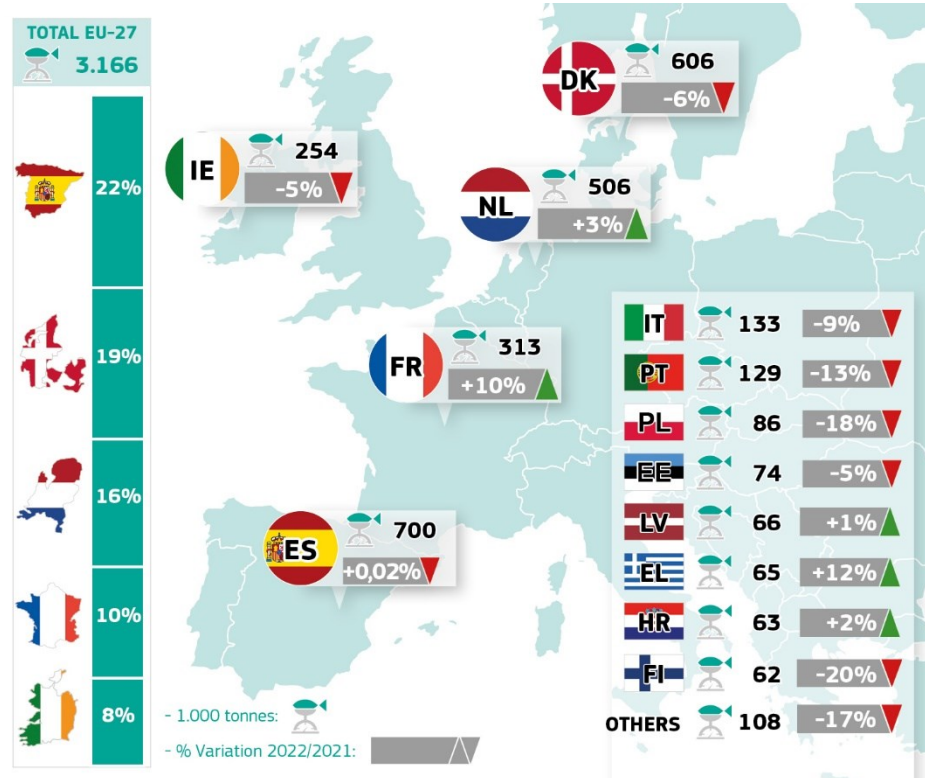 TOTAL EU-27
3.166
22%
19%
16%
10%
8%
DK
606
-6%
IE
254
-5%
NL
506
+3%
FR
313
+10%
ES
700
+0,02%
IT 133 -9%
PT 129 -13%
PL 86 -18%
EE 74 -5%
LV 66 +1%
EL 65 +12%
HR 63 +2%
FI 62 -20%
OTHERS 108 -17%
- 1.000 tonnes:
- % Variation 2022/2021: